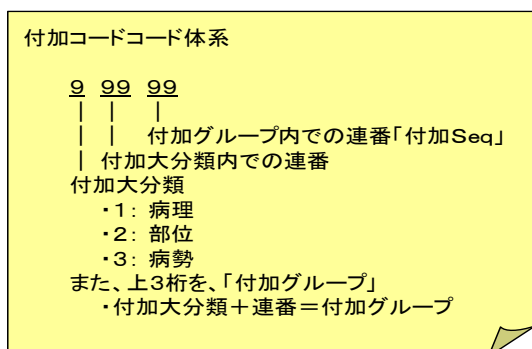 付加コードコード体系
9 99 99
| | |
| | 付加グループ内での連番「付加Seq」
| 付加大分類内での連番
付加大分類
・1: 病理
・2: 部位
・3: 病勢
また、上3桁を、「付加グループ」
・付加大分類+連番=付加グループ